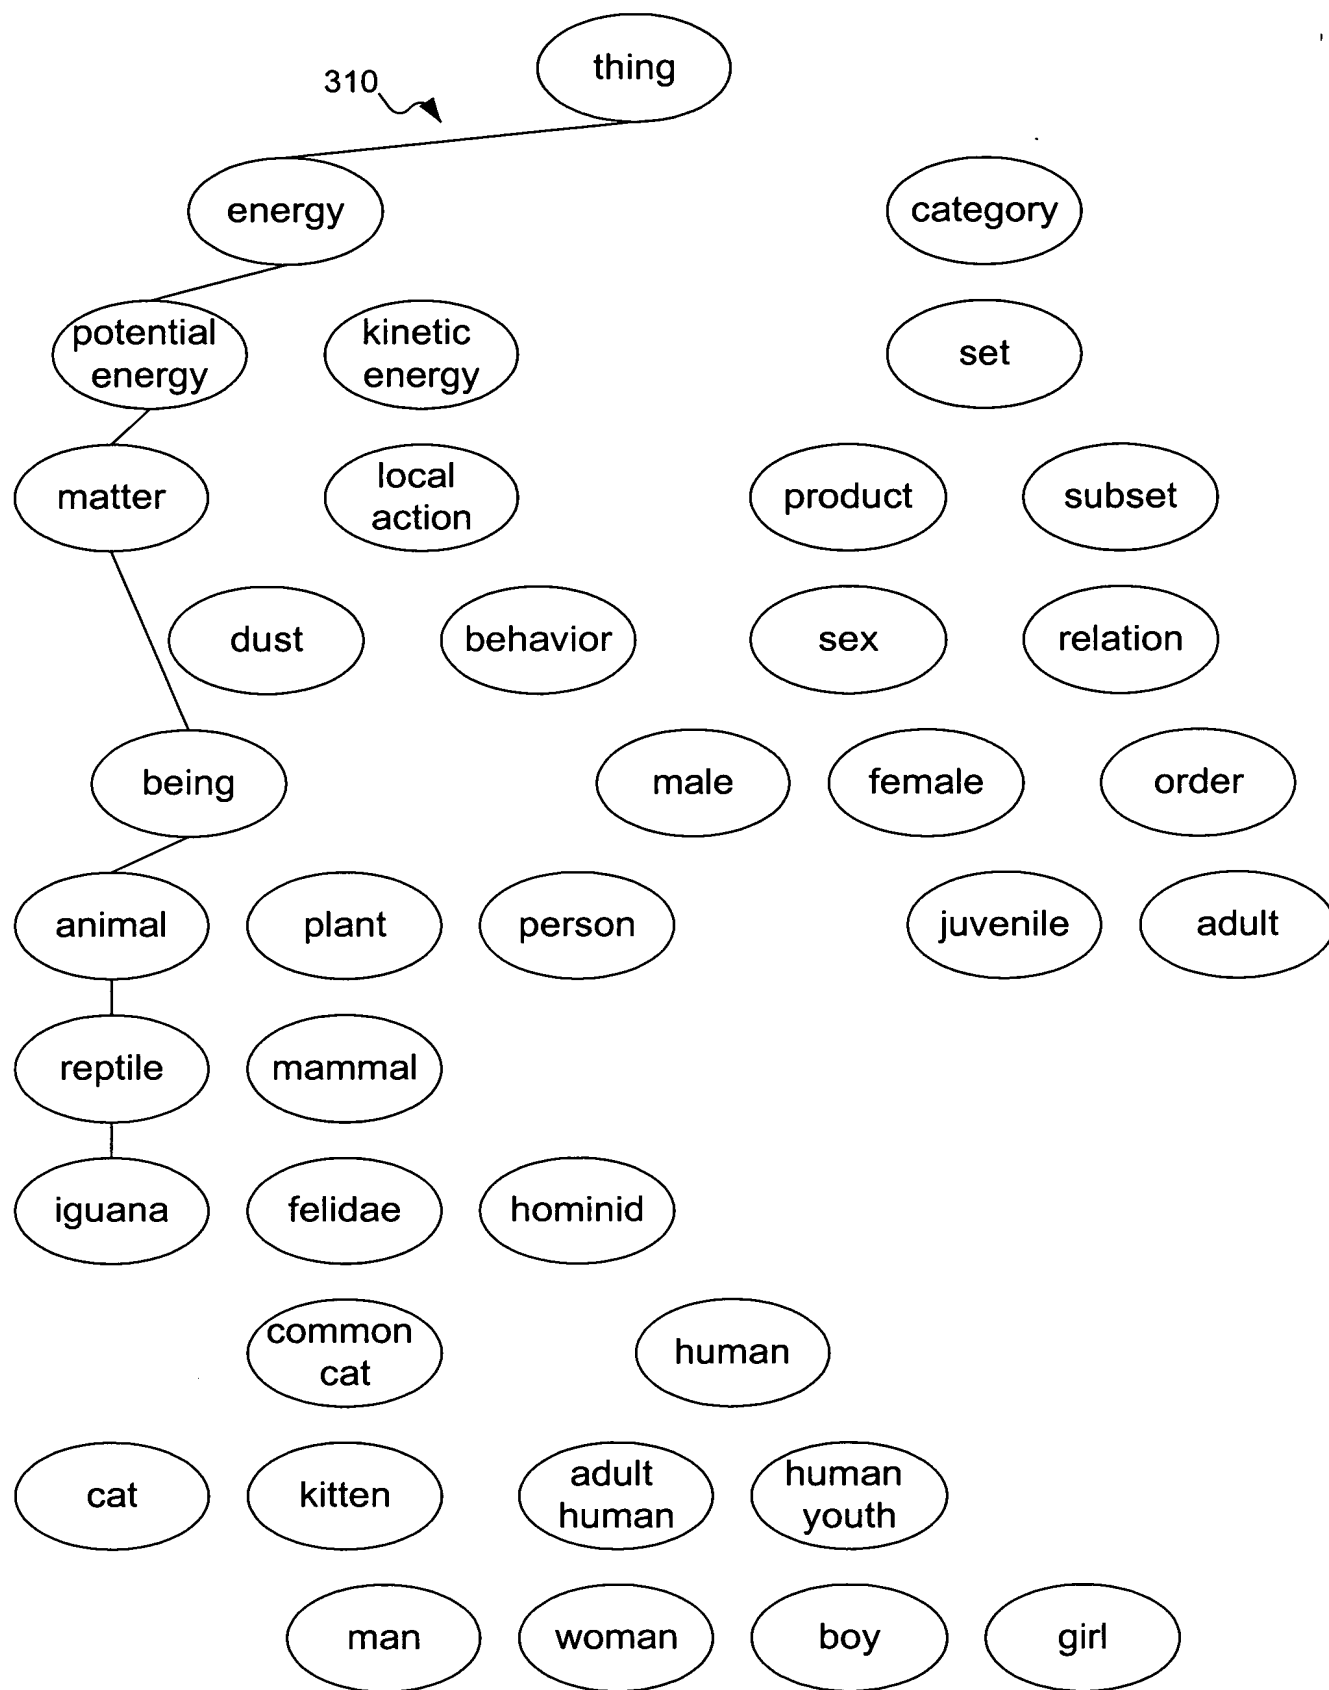 thing
310
energy
category
potential
energy
kinetic
energy
set
matter
local
action
product
subset
dust
behavior
sex
relation
being
male
female
order
animal
plant
person
juvenile
adult
reptile
mammal
iguana
felidae
hominid
common
cat
human
cat
kitten
adult
human
human
youth
man
woman
boy
girl